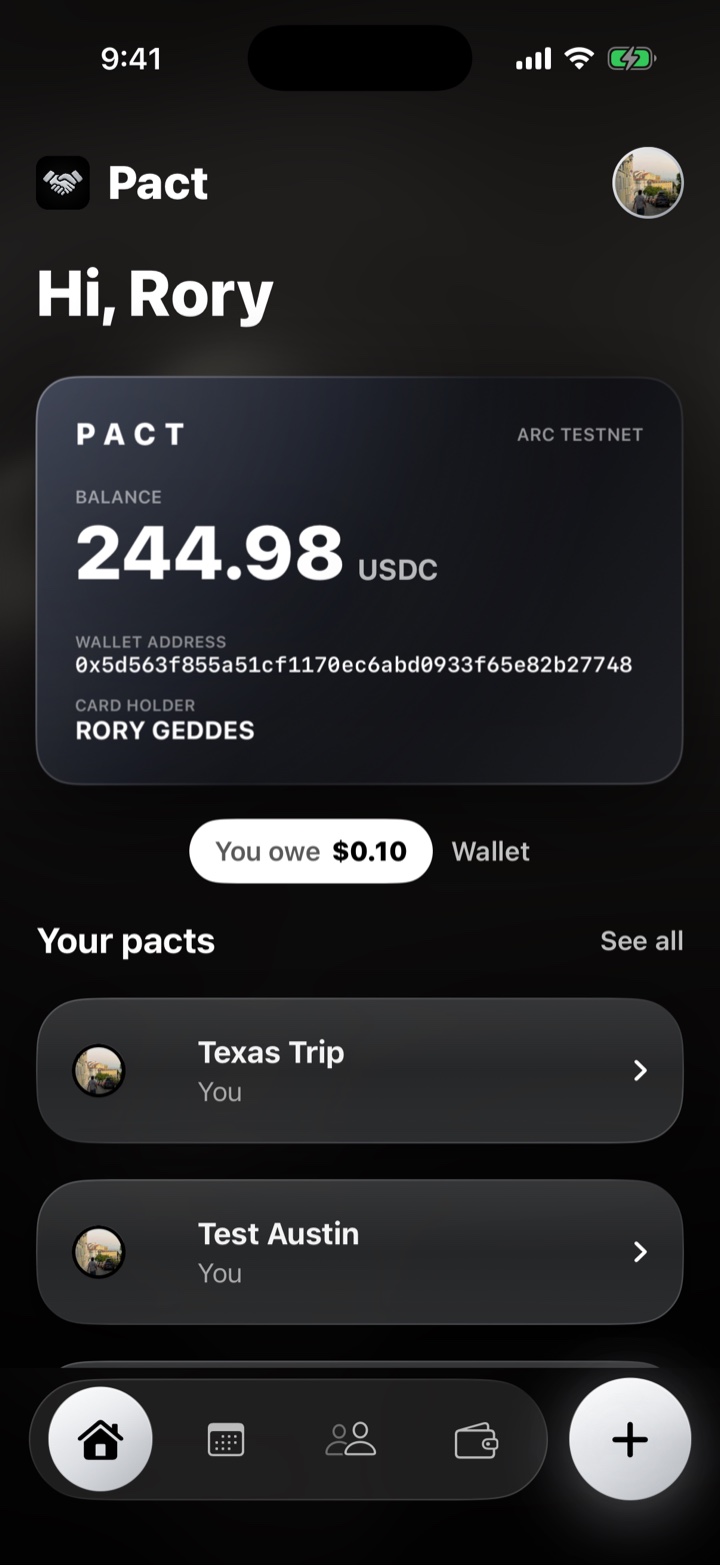 9:41
Pact
Hi, Rory
PACT
ARC TESTNET
BALANCE
244.98 USDC
WALLET ADDRESS
0x5d563f855a51cf1170ec6abd0933f65e82b27748
CARD HOLDER
RORY GEDDES
You owe $0.10
Wallet
Your pacts
See all
Texas Trip
You
Test Austin
You